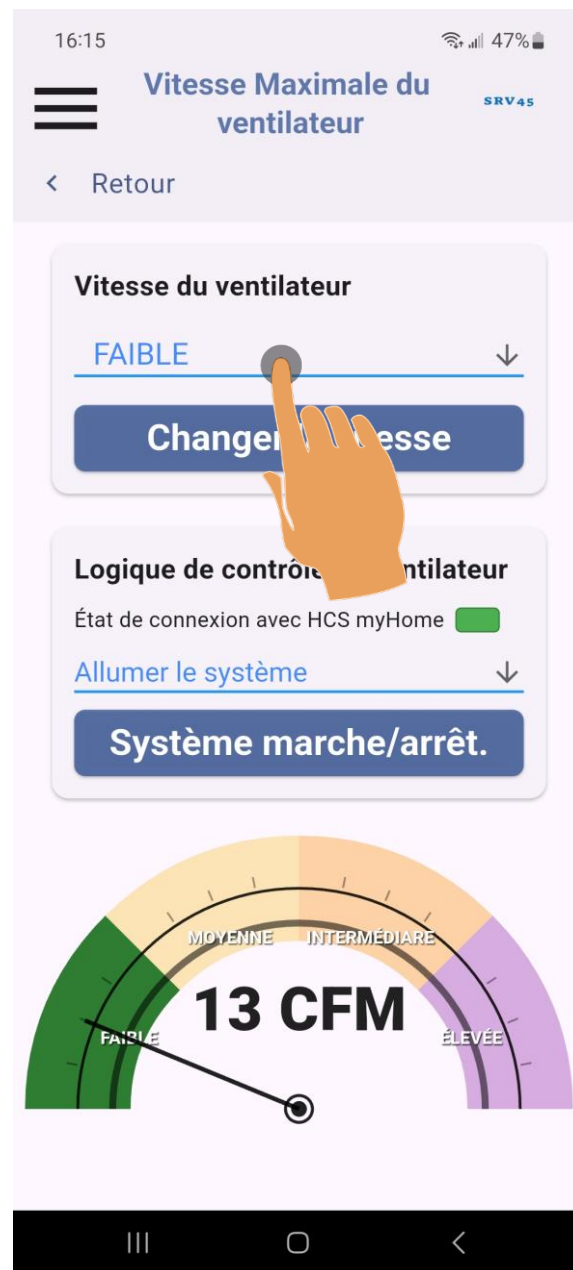 16:15
47%
Vitesse Maximale du
ventilateur
SRV45
Retour
Vitesse du ventilateur
FAIBLE
Changer esse
Logique de contrôle ntilateur
État de connexion avec HCS myHome
Allumer le système
Système marche/arrêt.
MOYENNE INTERMÉDIARE
13 CFM
FAIBLE
ÉLEVÉE